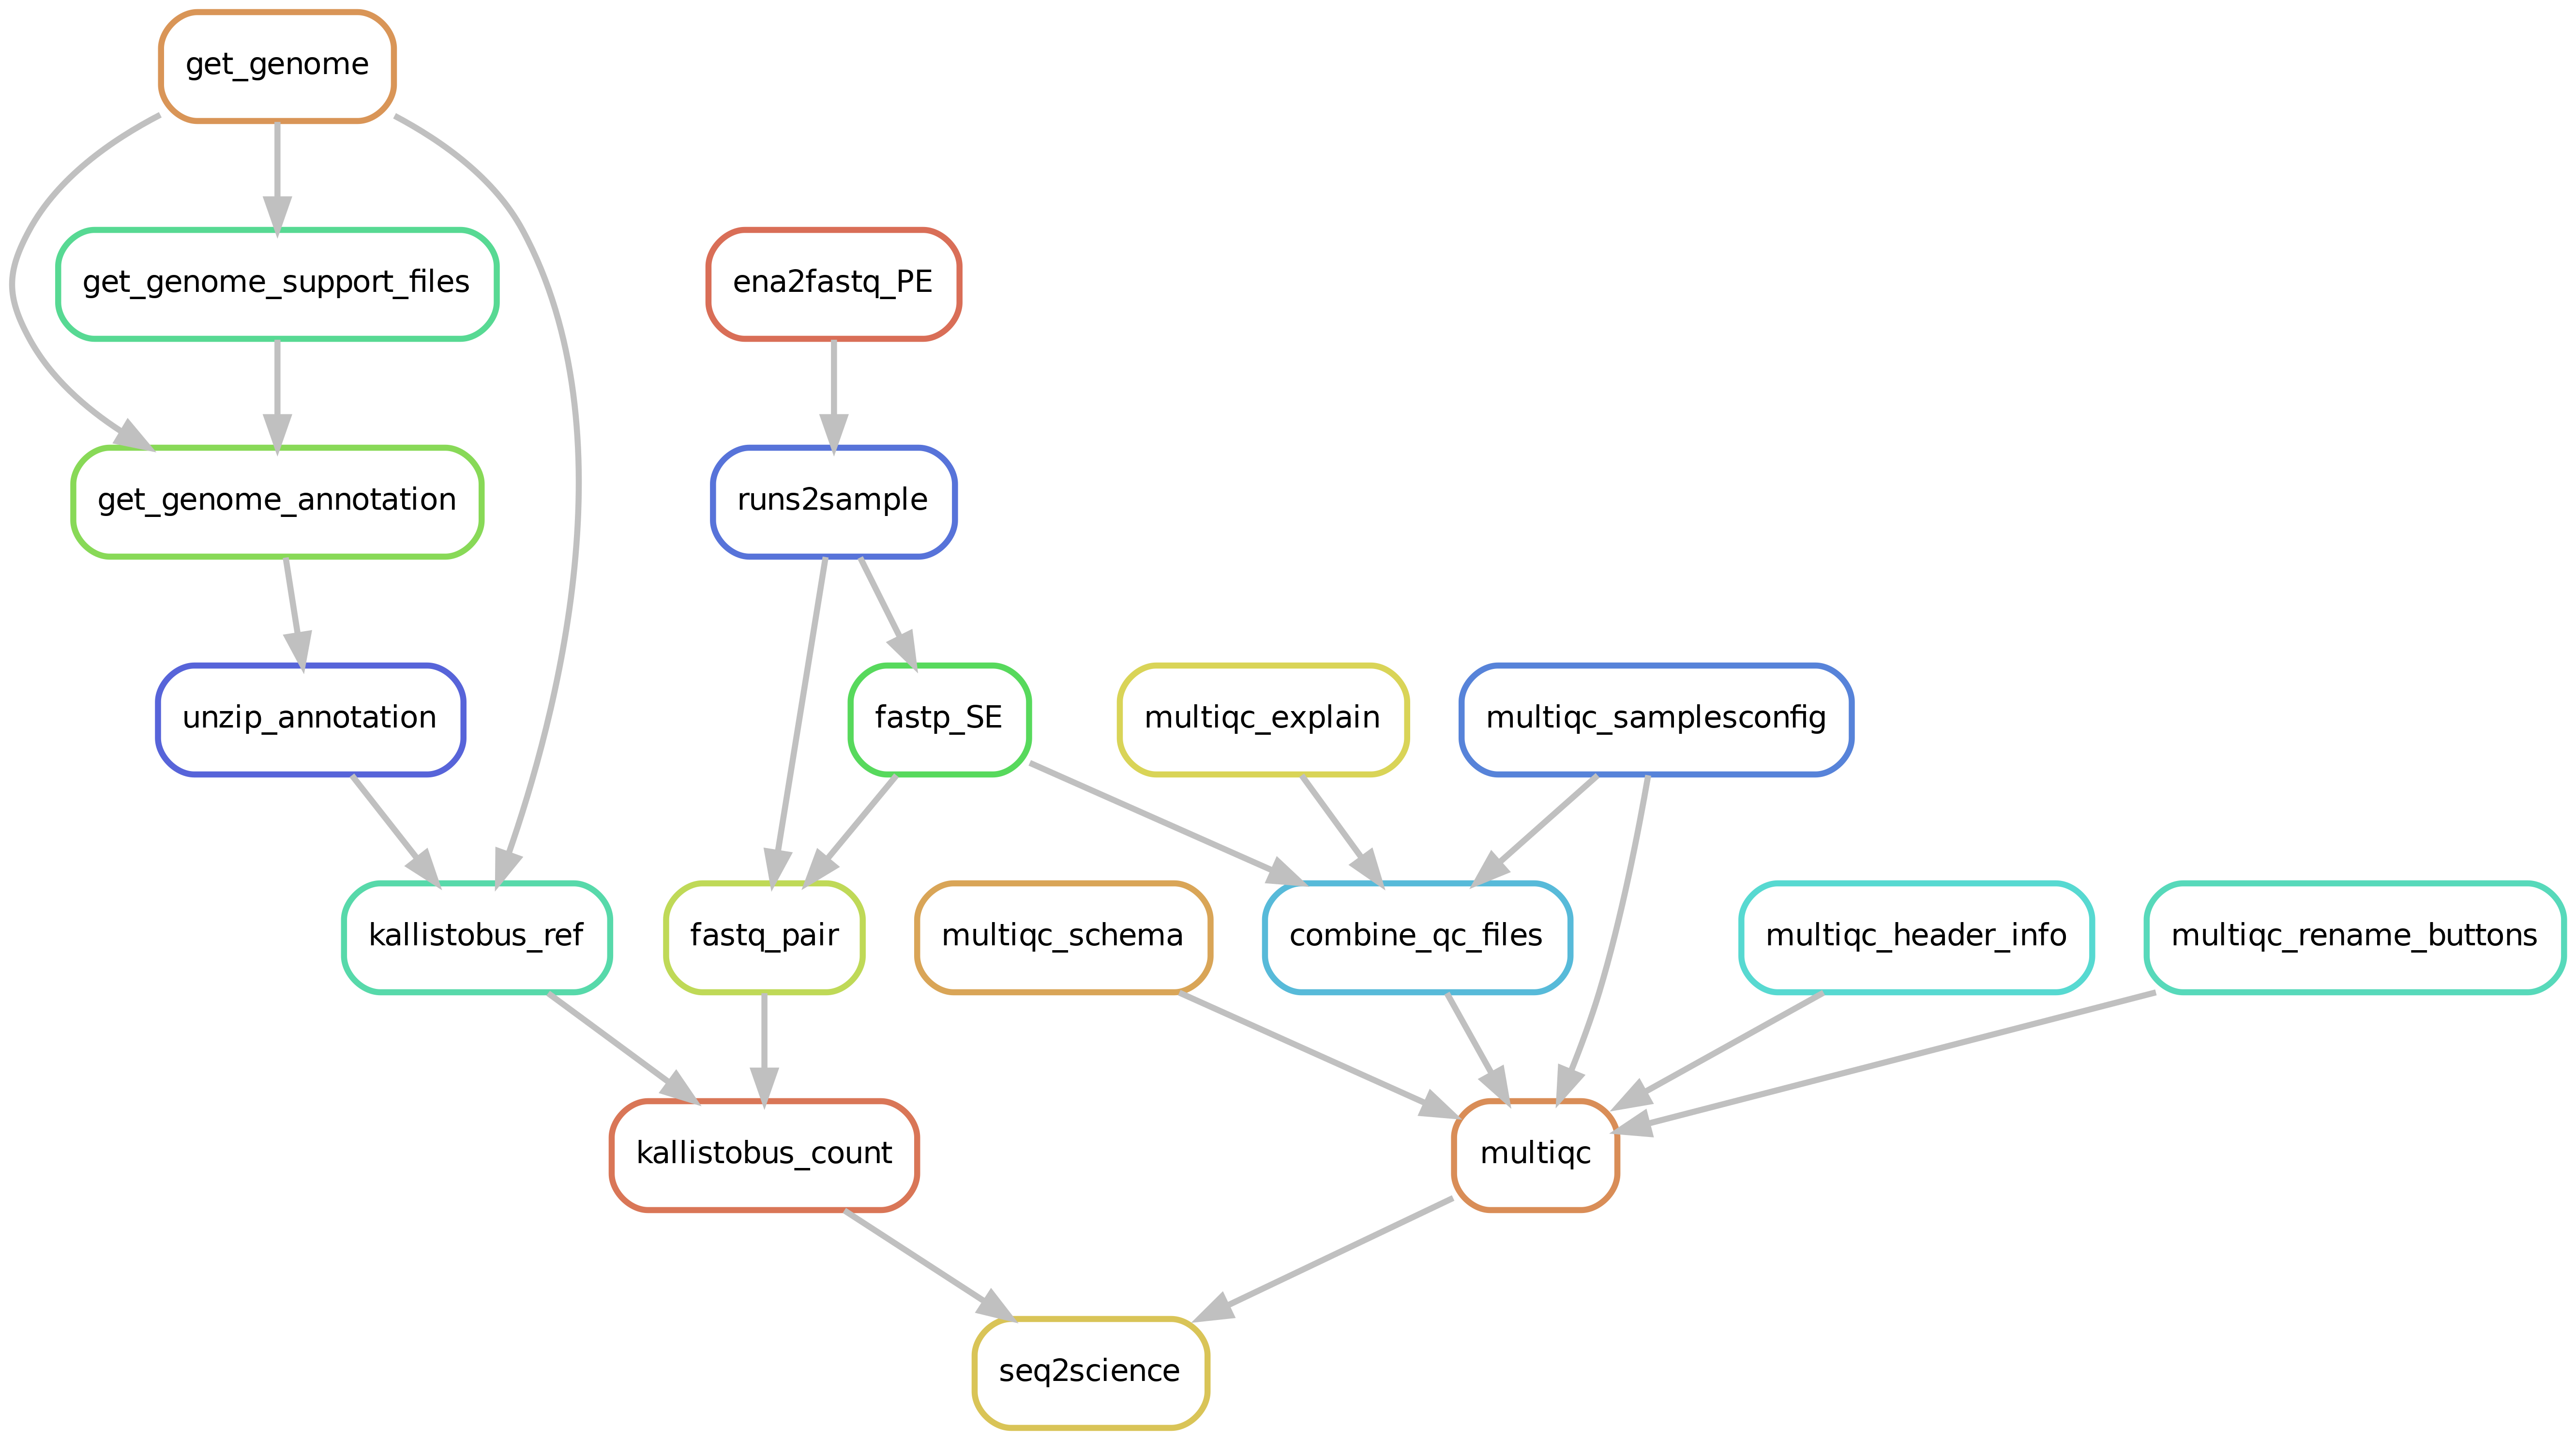 get_genome
get_genome_support_files
ena2fastq_PE
get_genome_annotation
runs2sample
unzip_annotation
fastp_SE
multiqc_explain
multiqc_samplesconfig
kallistobus_ref
fastq_pair
multiqc_schema
combine_qc_files
multiqc_header_info
multiqc_rename_buttons
kallistobus_count
multiqc
seq2science